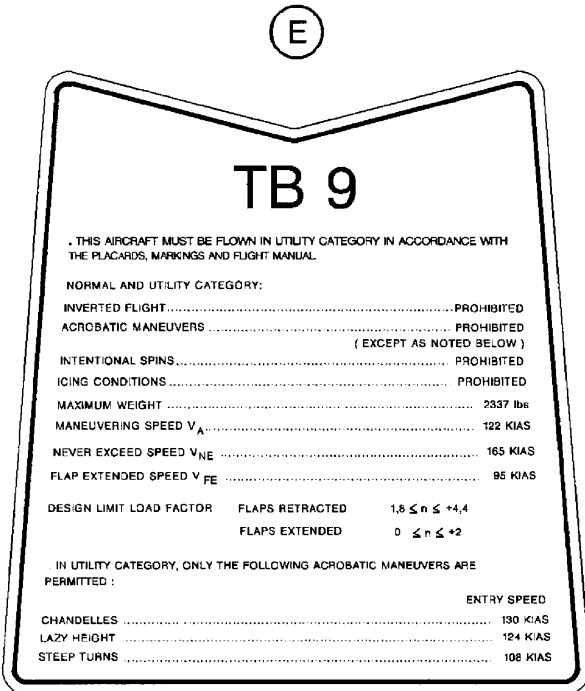 E
TB 9
. THIS AIRCRAFT MUST BE FLOWN IN UTILITY CATEGORY IN ACCORDANCE WITH
THE PLACARDS, MARKINGS AND FLIGHT MANUAL
NORMAL AND UTILITY CATEGORY:
INVERTED FLIGHT ... PROHIBITED
ACROBATIC MANEUVERS ... PROHIBITED
( EXCEPT AS NOTED BELOW )
INTENTIONAL SPINS ... PROHIBITED
ICING CONDITIONS ... PROHIBITED
MAXIMUM WEIGHT ... 2337 lbs
MANEUVERING SPEED VA ... 122 KIAS
NEVER EXCEED SPEED VNE ... 165 KIAS
FLAP EXTENDED SPEED V FE ... 95 KIAS
DESIGN LIMIT LOAD FACTOR FLAPS RETRACTED 1,8 ≤ n ≤ +4,4
FLAPS EXTENDED 0 ≤ n ≤ +2
. IN UTILITY CATEGORY, ONLY THE FOLLOWING ACROBATIC MANEUVERS ARE
PERMITTED :
ENTRY SPEED
CHANDELLES ... 130 KIAS
LAZY HEIGHT ... 124 KIAS
STEEP TURNS ... 108 KIAS